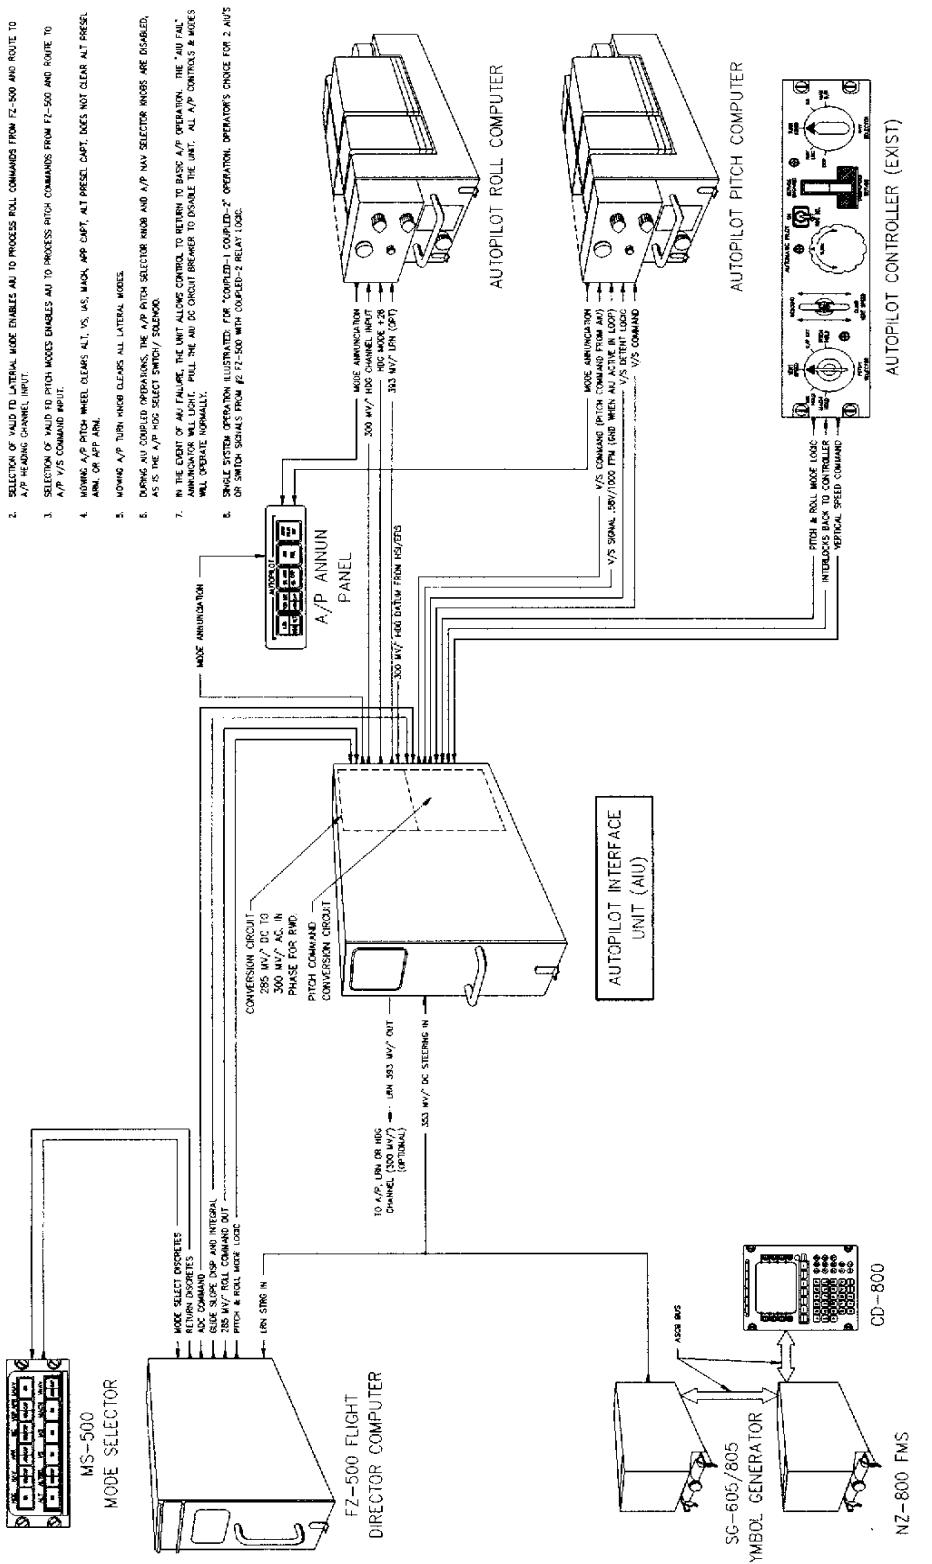 2. SELECTION OF VALID FD LATERIAL MODE ENABLES AIU TO PROCESS ROLL COMMANDS FROM FZ-500 AND ROUTE TO
A/P HEADING CHANNEL INPUT.
3. SELECTION OF VALID FD PITCH MODES ENABLES AIU TO PROCESS PITCH COMMANDS FROM FZ-500 AND ROUTE TO
A/P V/S COMMAND INPUT.
4. MOVING A/P PITCH WHEEL CLEARS ALT, VS, IAS, MACH, APP CAPT, ALT PRESEL CAPT, DOES NOT CLEAR ALT PRESEL
ARM, OR APP ARM.
5. MOVING A/P TURN KNOB CLEARS ALL LATERAL MODES.
6. DURING AIU COUPLED OPERATIONS, THE A/P PITCH SELECTOR KNOB AND A/P NAV SELECTOR KNOBS ARE DISABLED,
AS IS THE A/P HDG SELECT SWITCH/ SOLENOID.
7. IN THE EVENT OF AIU FAILURE, THE UNIT ALLOWS CONTROL TO RETURN TO BASIC A/P OPERATION. THE "AIU FAIL"
ANNUNCIATOR WILL LIGHT. PULL THE AIU DC CIRCUIT BREAKER TO DISABLE THE UNIT. ALL A/P CONTROLS & MODES
WILL OPERATE NORMALLY.
8. SINGLE SYSTEM OPERATION ILLUSTRATED: FOR "COUPLED-1 COUPLED-2" OPERATION, OPERATOR'S CHOICE FOR 2 AIU'S
OR SWITCH SIGNALS FROM #2 FZ-500 WITH COUPLED-2 RELAY LOGIC.
MS-500
MODE SELECTOR
MODE SELECT DISCRETES
RETURN DISCRETES
ADC COMMAND
GLIDE SLOPE DISP AND INTEGRAL
285 MV/° ROLL COMMAND OUT
PITCH & ROLL MODE LOGIC
LRN STRG IN
FZ-500 FLIGHT
DIRECTOR COMPUTER
MODE ANNUNCIATION
AUTOPILOT
A/P ANNUN
PANEL
MODE ANNUNCIATION
300 MV/° HDG CHANNEL INPUT
HDG MODE +28
393 MV/° LRN (OPT)
AUTOPILOT ROLL COMPUTER
300 MV/° HDG DATUM FROM HSI/EFIS
MODE ANNUNCIATION
V/S COMMAND (PITCH COMMAND FROM AIU)
V/S SIGNAL .58V/1000 FPM (GND WHEN AIU ACTIVE IN LOOP)
V/S DETENT LOGIC
V/S COMMAND
AUTOPILOT PITCH COMPUTER
CONVERSION CIRCUIT
285 MV/° DC TO
300 MV/° AC, IN
PHASE FOR RWD.
PITCH COMMAND
CONVERSION CIRCUIT
TO A/P, LRN OR HDG
CHANNEL (300 MV/°)
(OPTIONAL)
LRN 393 MV/° OUT
353 MV/° DC STEERING IN
AUTOPILOT INTERFACE
UNIT (AIU)
PITCH & ROLL MODE LOGIC
INTERLOCKS BACK TO CONTROLLER
VERTICAL SPEED COMMAND
AUTOMATIC PILOT
PITCH
SELECTOR
AUTOPILOT CONTROLLER (EXIST)
ASCB BUS
CD-800
SG-605/805
YMBOL GENERATOR
NZ-800 FMS